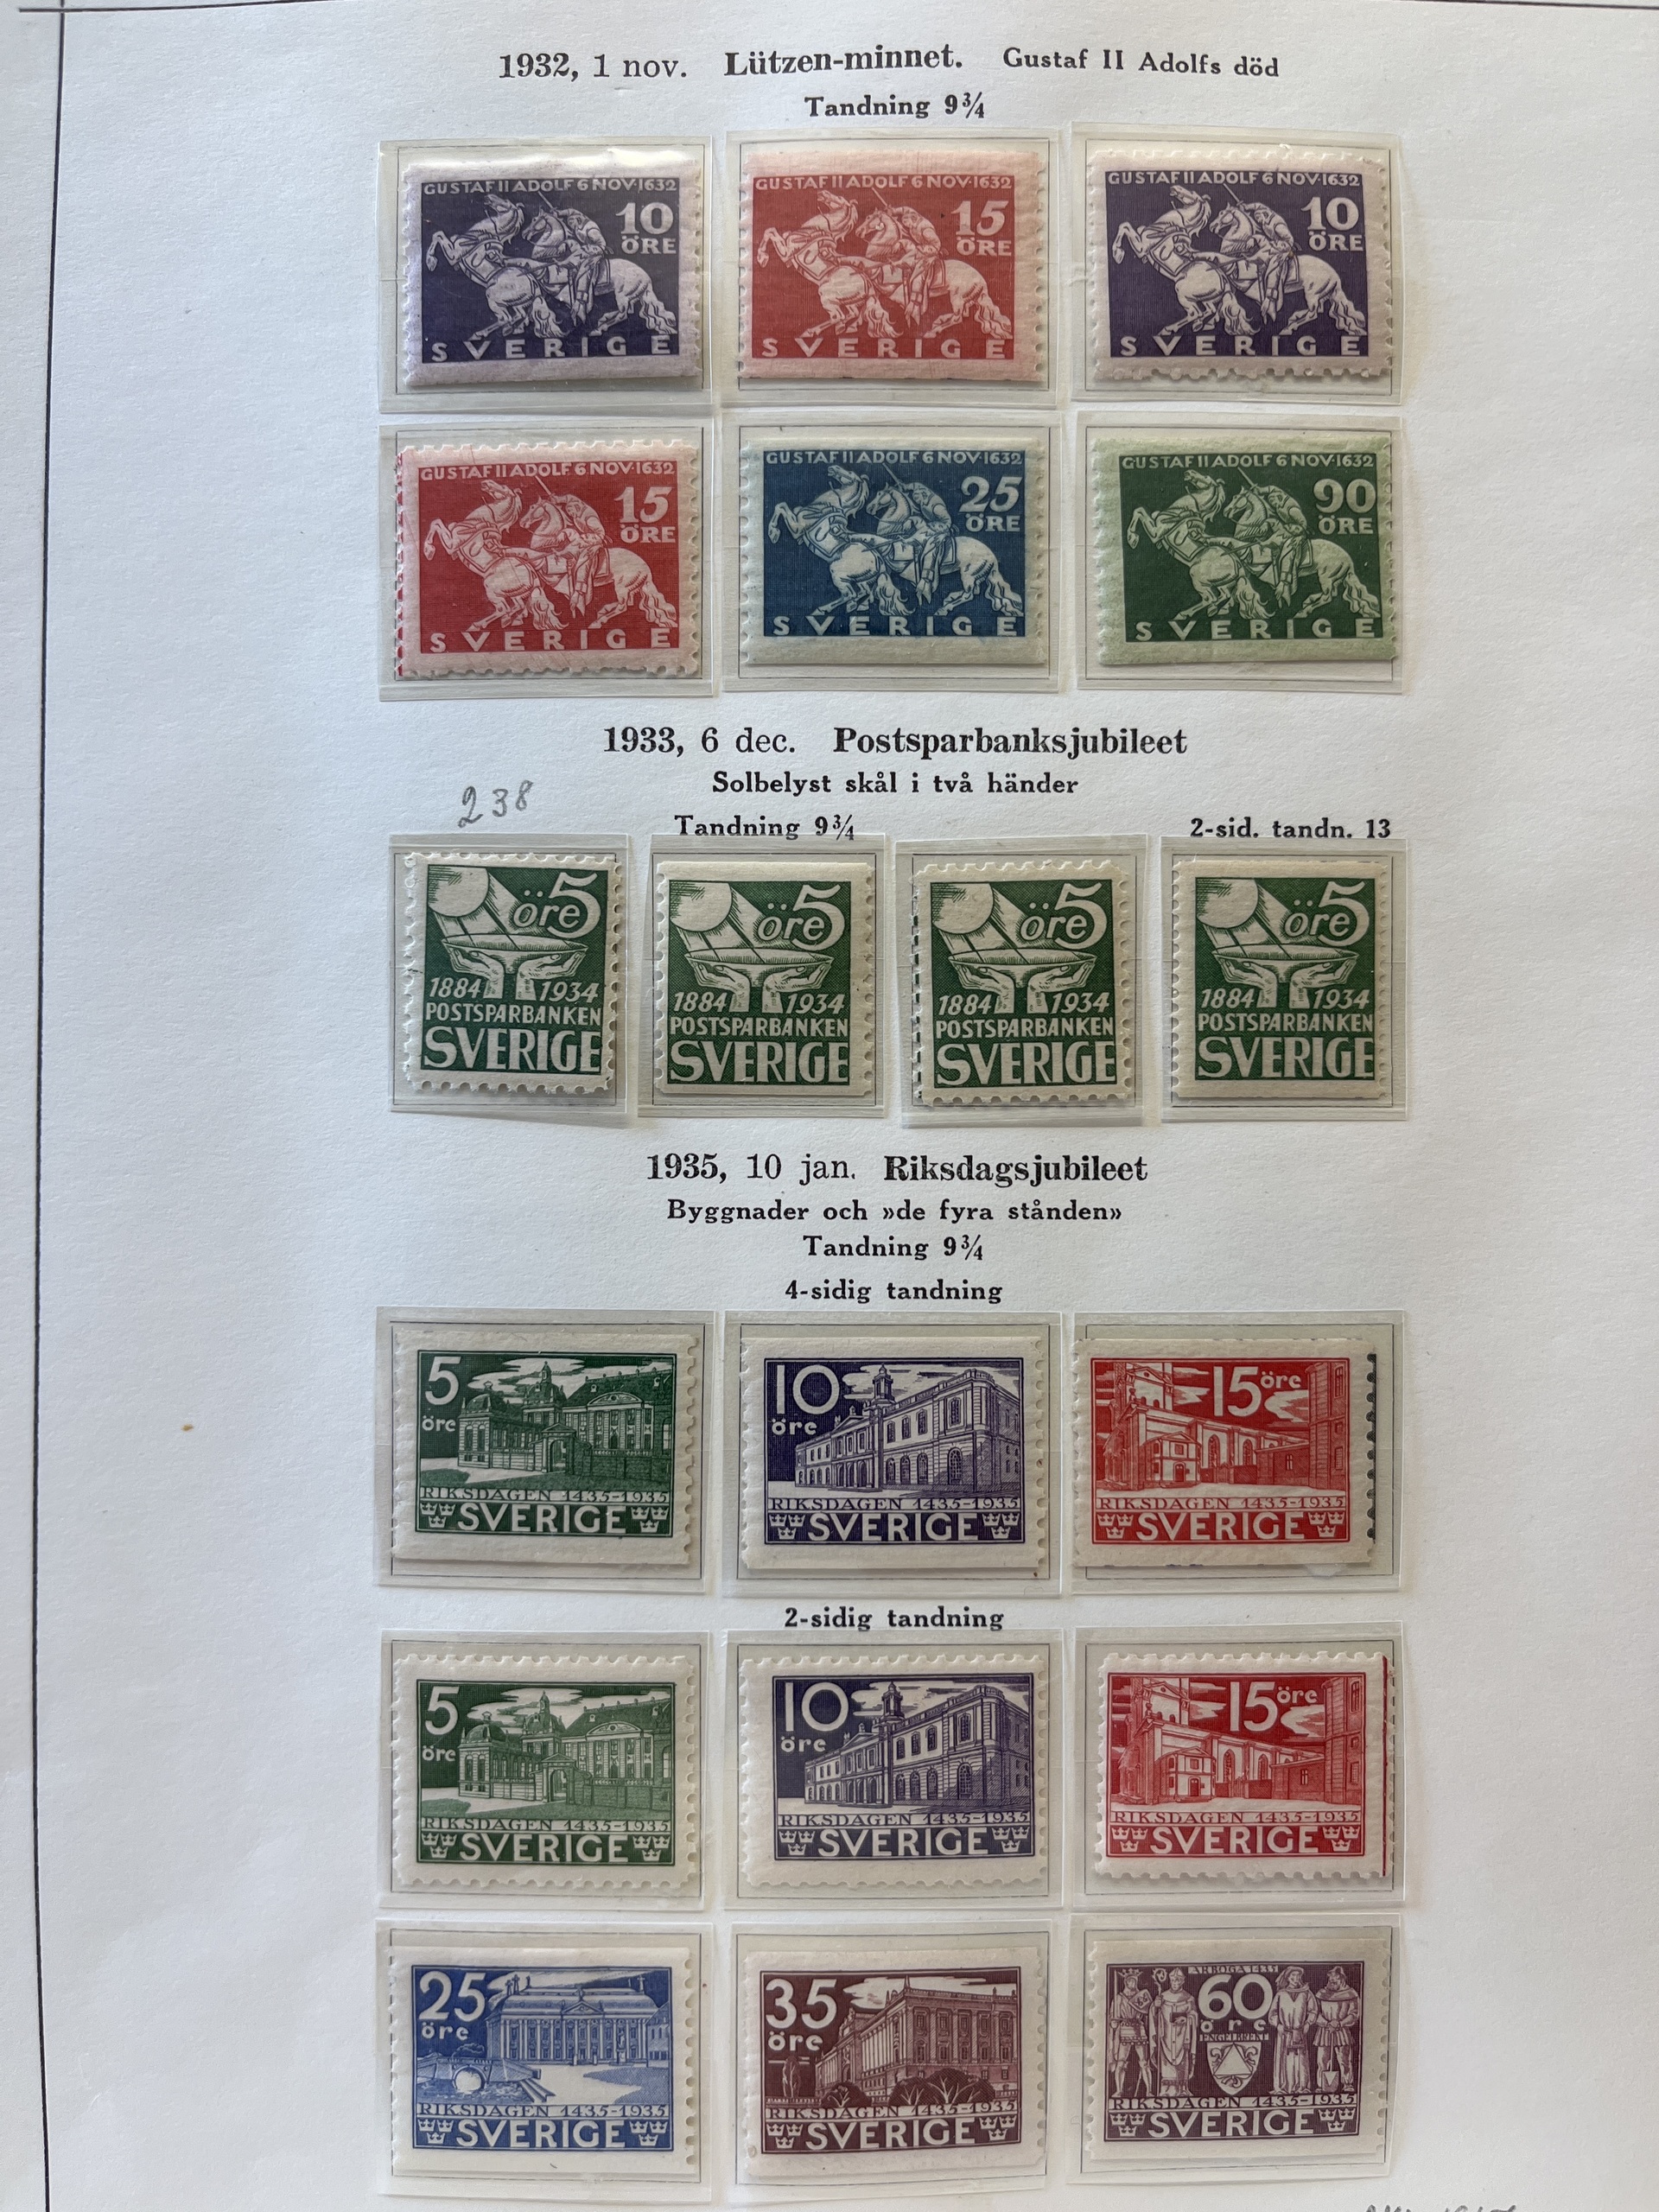 1932, 1 nov. Lützen-minnet. Gustaf II Adolfs död
Tandning 9¾
GUSTAF II ADOLF 6 NOV·1632
10
ÖRE
SVERIGE
GUSTAF II ADOLF 6 NOV·1632
15
ÖRE
SVERIGE
GUSTAF II ADOLF 6 NOV·1632
10
ÖRE
SVERIGE
GUSTAF II ADOLF 6 NOV·1632
15
ÖRE
SVERIGE
GUSTAF II ADOLF 6 NOV·1632
25
ÖRE
SVERIGE
GUSTAF II ADOLF 6 NOV·1632
90
ÖRE
SVERIGE
1933, 6 dec. Postsparbanksjubileet
Solbelyst skål i två händer
238
Tandning 9¾
2-sid. tandn. 13
öre 5
1884 1934
POSTSPARBANKEN
SVERIGE
öre 5
1884 1934
POSTSPARBANKEN
SVERIGE
öre 5
1884 1934
POSTSPARBANKEN
SVERIGE
öre 5
1884 1934
POSTSPARBANKEN
SVERIGE
1935, 10 jan. Riksdagsjubileet
Byggnader och »de fyra stånden»
Tandning 9¾
4-sidig tandning
5
öre
RIKSDAGEN 1435-1935
SVERIGE
10
öre
RIKSDAGEN 1435-1935
SVERIGE
15 öre
RIKSDAGEN 1435-1935
SVERIGE
2-sidig tandning
5
öre
RIKSDAGEN 1435-1935
SVERIGE
10
öre
RIKSDAGEN 1435-1935
SVERIGE
15 öre
RIKSDAGEN 1435-1935
SVERIGE
25
öre
RIKSDAGEN 1435-1935
SVERIGE
35
öre
RIKSDAGEN 1435-1935
SVERIGE
ARBOGA 1435
60
öre
ENGELBREKT
RIKSDAGEN 1435-1935
SVERIGE